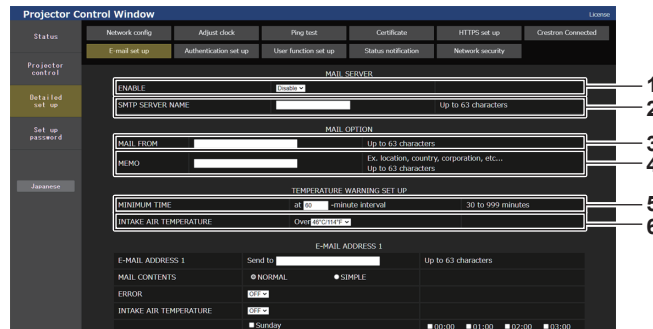 Projector Control Window
License
Status
Projector control
Detailed set up
Set up password
Japanese
Network config
Adjust clock
Ping test
Certificate
HTTPS set up
Crestron Connected
E-mail set up
Authentication set up
User function set up
Status notification
Network security
MAIL SERVER
ENABLE Disable 1
SMTP SERVER NAME Up to 63 characters 2
MAIL OPTION
MAIL FROM Up to 63 characters 3
MEMO Ex. location, country, corporation, etc... 4
Up to 63 characters
TEMPERATURE WARNING SET UP
MINIMUM TIME at 60 -minute interval 30 to 999 minutes 5
INTAKE AIR TEMPERATURE Over 46°C/114°F 6
E-MAIL ADDRESS 1
E-MAIL ADDRESS 1 Send to Up to 63 characters
MAIL CONTENTS NORMAL SIMPLE
ERROR OFF
INTAKE AIR TEMPERATURE OFF
Sunday 00:00 01:00 02:00 03:00